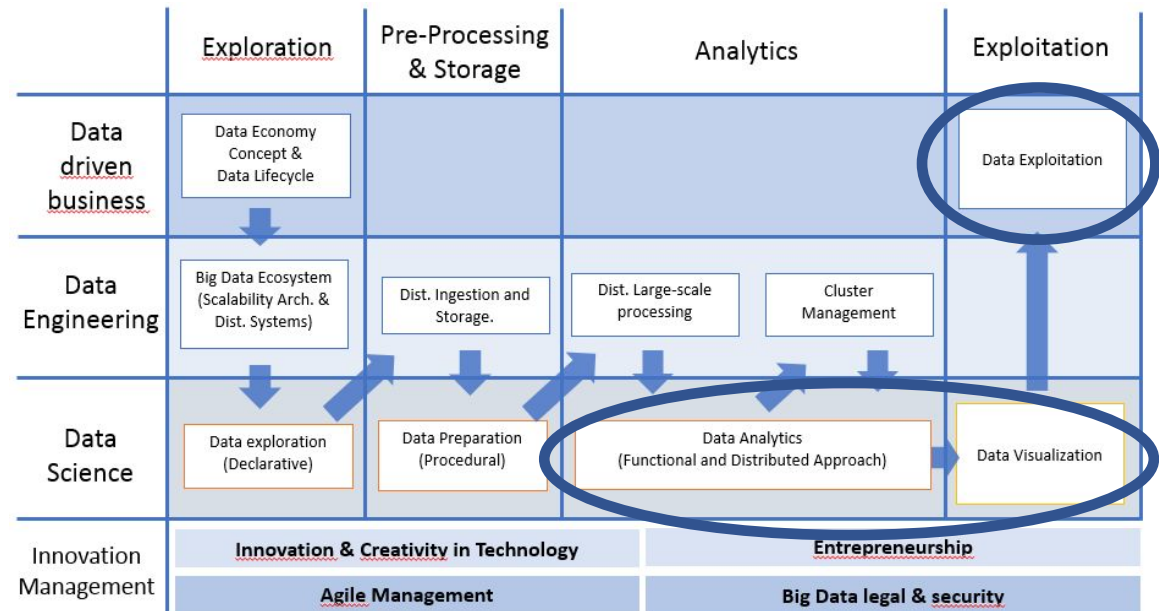 Exploration
Pre-Processing
& Storage
Analytics
Exploitation
Data
driven
business
Data Economy
Concept &
Data Lifecycle
Data Exploitation
Data
Engineering
Big Data Ecosystem
(Scalability Arch. &
Dist. Systems)
Dist. Ingestion and
Storage.
Dist. Large-scale
processing
Cluster
Management
Data
Science
Data exploration
(Declarative)
Data Preparation
(Procedural)
Data Analytics
(Functional and Distributed Approach)
Data Visualization
Innovation
Management
Innovation & Creativity in Technology
Entrepreneurship
Agile Management
Big Data legal & security